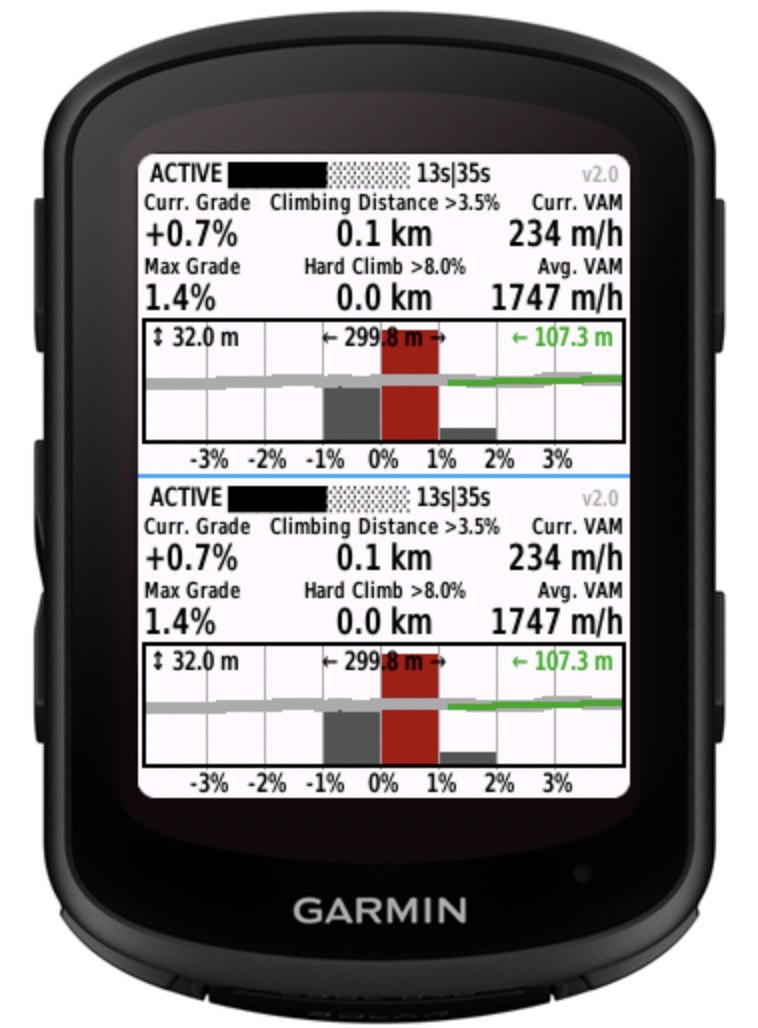 ACTIVE 13s|35s v2.0
Curr. Grade Climbing Distance >3.5% Curr. VAM
+0.7% 0.1 km 234 m/h
Max Grade Hard Climb >8.0% Avg. VAM
1.4% 0.0 km 1747 m/h
↕ 32.0 m ← 299.8 m → ← 107.3 m
-3% -2% -1% 0% 1% 2% 3%
ACTIVE 13s|35s v2.0
Curr. Grade Climbing Distance >3.5% Curr. VAM
+0.7% 0.1 km 234 m/h
Max Grade Hard Climb >8.0% Avg. VAM
1.4% 0.0 km 1747 m/h
↕ 32.0 m ← 299.8 m → ← 107.3 m
-3% -2% -1% 0% 1% 2% 3%
GARMIN